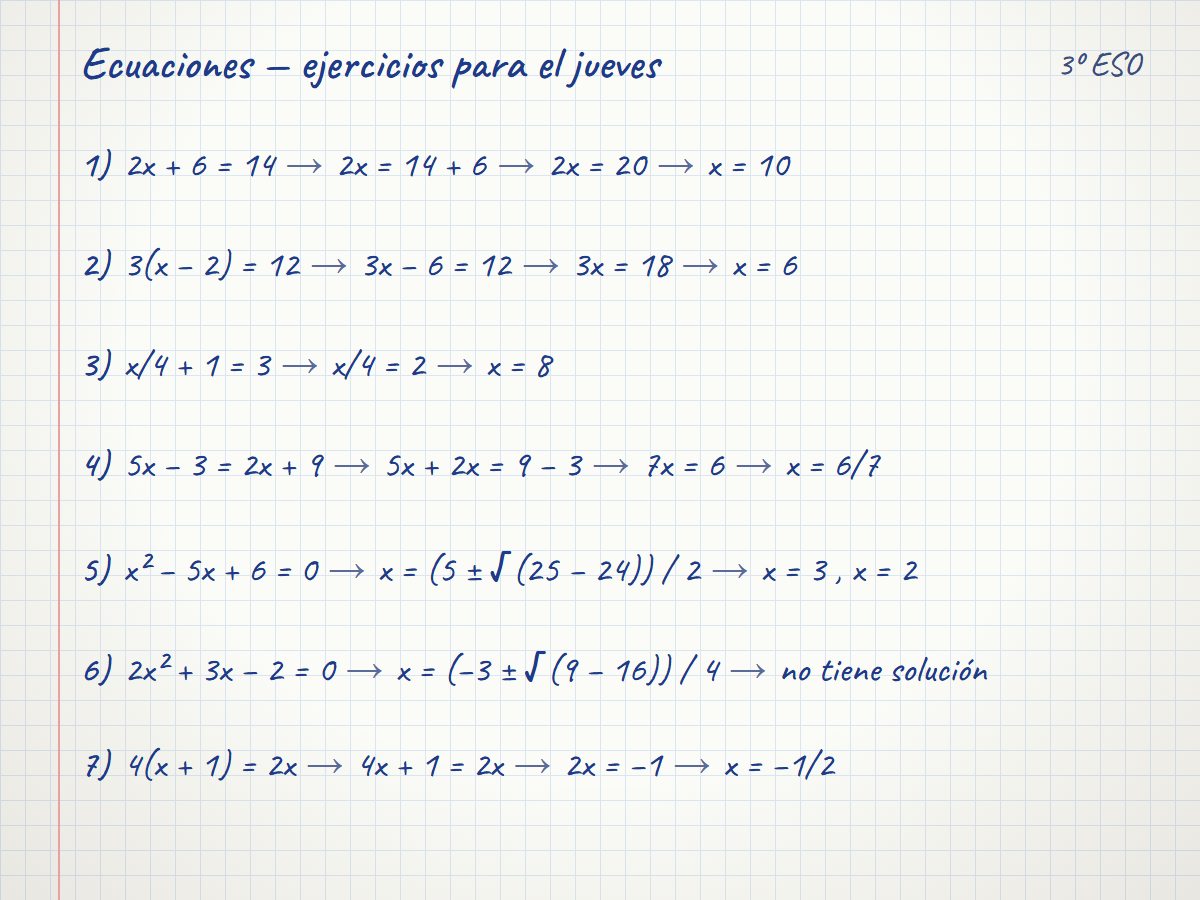 Ecuaciones — ejercicios para el jueves
3º ESO
1) 2x + 6 = 14 → 2x = 14 + 6 → 2x = 20 → x = 10
2) 3(x – 2) = 12 → 3x – 6 = 12 → 3x = 18 → x = 6
3) x/4 + 1 = 3 → x/4 = 2 → x = 8
4) 5x – 3 = 2x + 9 → 5x + 2x = 9 – 3 → 7x = 6 → x = 6/7
5) x² – 5x + 6 = 0 → x = (5 ± √(25 – 24)) / 2 → x = 3 , x = 2
6) 2x² + 3x – 2 = 0 → x = (–3 ± √(9 – 16)) / 4 → no tiene solución
7) 4(x + 1) = 2x → 4x + 1 = 2x → 2x = –1 → x = –1/2